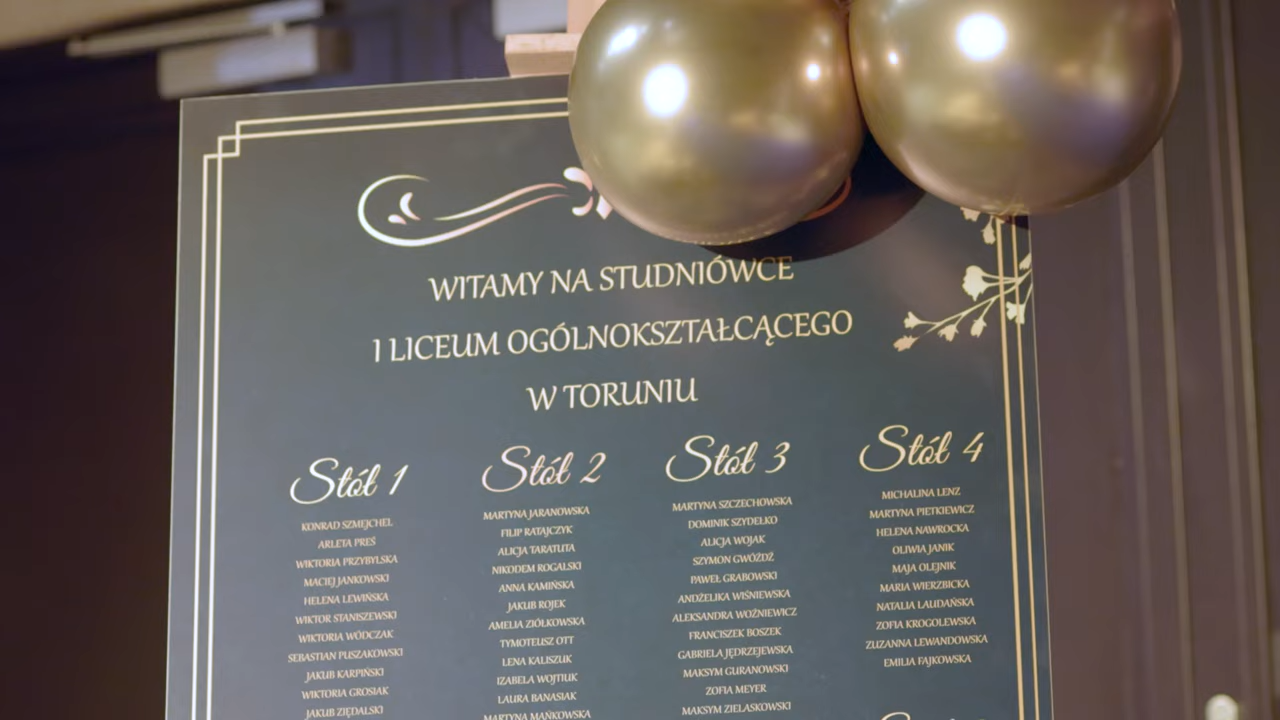 WITAMY NA STUDNIÓWCE
I LICEUM OGÓLNOKSZTAŁCĄCEGO
W TORUNIU
Stół 1
KONRAD SZMEJCHEL
ARLETA PREŚ
WIKTORIA PRZYBYLSKA
MACIEJ JANKOWSKI
HELENA LEWIŃSKA
WIKTOR STANISZEWSKI
WIKTORIA WÓDCZAK
SEBASTIAN PUSZAKOWSKI
JAKUB KARPIŃSKI
WIKTORIA GROSIAK
JAKUB ZIĘDALSKI
Stół 2
MARTYNA JARANOWSKA
FILIP RATAJCZYK
ALICJA TARATUTA
NIKODEM ROGALSKI
ANNA KAMIŃSKA
JAKUB ROJEK
AMELIA ZIÓŁKOWSKA
TYMOTEUSZ OTT
LENA KALISZUK
IZABELA WOJTIUK
LAURA BANASIAK
MARTYNA MAŃKOWSKA
Stół 3
MARTYNA SZCZECHOWSKA
DOMINIK SZYDEŁKO
ALICJA WOJAK
SZYMON GWÓŹDŹ
PAWEŁ GRABOWSKI
ANDŻELIKA WIŚNIEWSKA
ALEKSANDRA WOŹNIEWICZ
FRANCISZEK BOSZEK
GABRIELA JĘDRZEJEWSKA
MAKSYM GURANOWSKI
ZOFIA MEYER
MAKSYM ZIELASKOWSKI
Stół 4
MICHALINA LENZ
MARTYNA PIETKIEWICZ
HELENA NAWROCKA
OLIWIA JANIK
MAJA OLEJNIK
MARIA WIERZBICKA
NATALIA LAUDAŃSKA
ZOFIA KROGOLEWSKA
ZUZANNA LEWANDOWSKA
EMILIA FAJKOWSKA